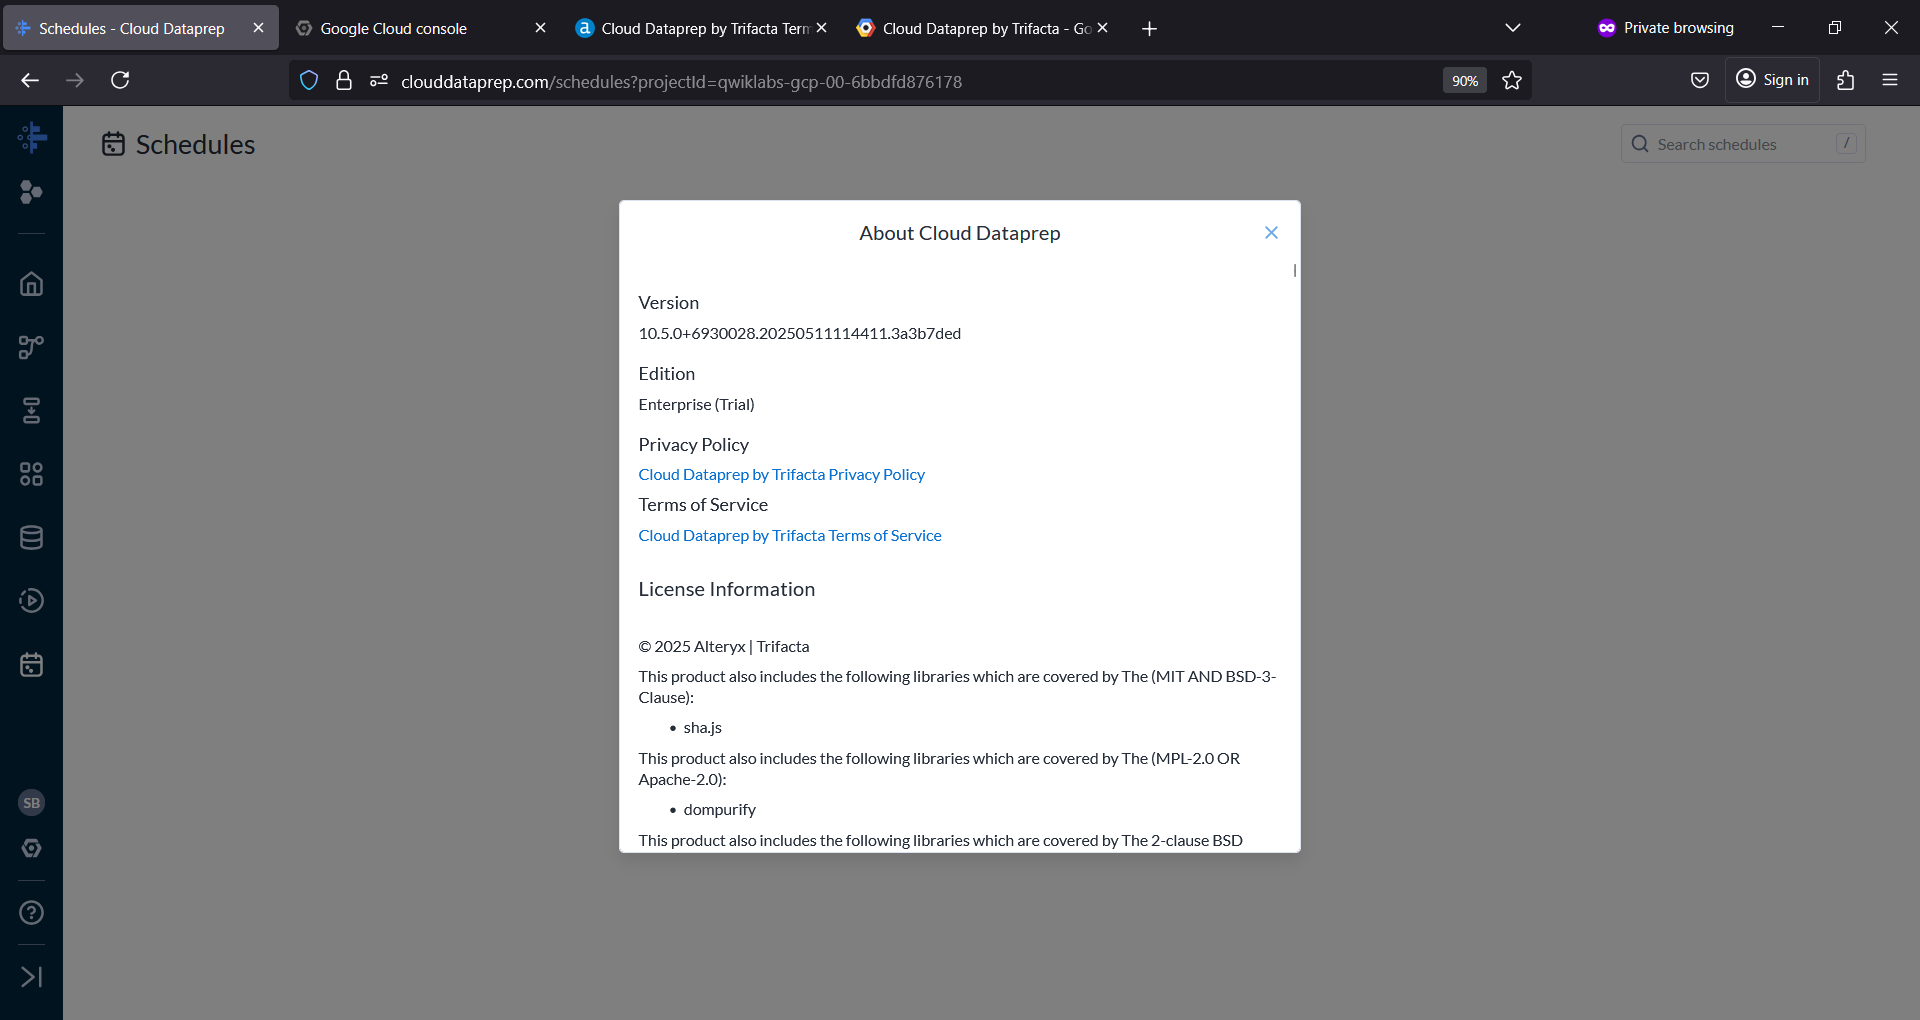 Schedules - Cloud Dataprep
Google Cloud console
Cloud Dataprep by Trifacta Term
Cloud Dataprep by Trifacta - Go
Private browsing
clouddataprep.com/schedules?projectId=qwiklabs-gcp-00-6bbdfd876178
90%
Sign in
Schedules
Search schedules
/
About Cloud Dataprep
Version
10.5.0+6930028.20250511114411.3a3b7ded
Edition
Enterprise (Trial)
Privacy Policy
Cloud Dataprep by Trifacta Privacy Policy
Terms of Service
Cloud Dataprep by Trifacta Terms of Service
License Information
© 2025 Alteryx | Trifacta
This product also includes the following libraries which are covered by The (MIT AND BSD-3-
Clause):
• sha.js
This product also includes the following libraries which are covered by The (MPL-2.0 OR
Apache-2.0):
• dompurify
This product also includes the following libraries which are covered by The 2-clause BSD
SB